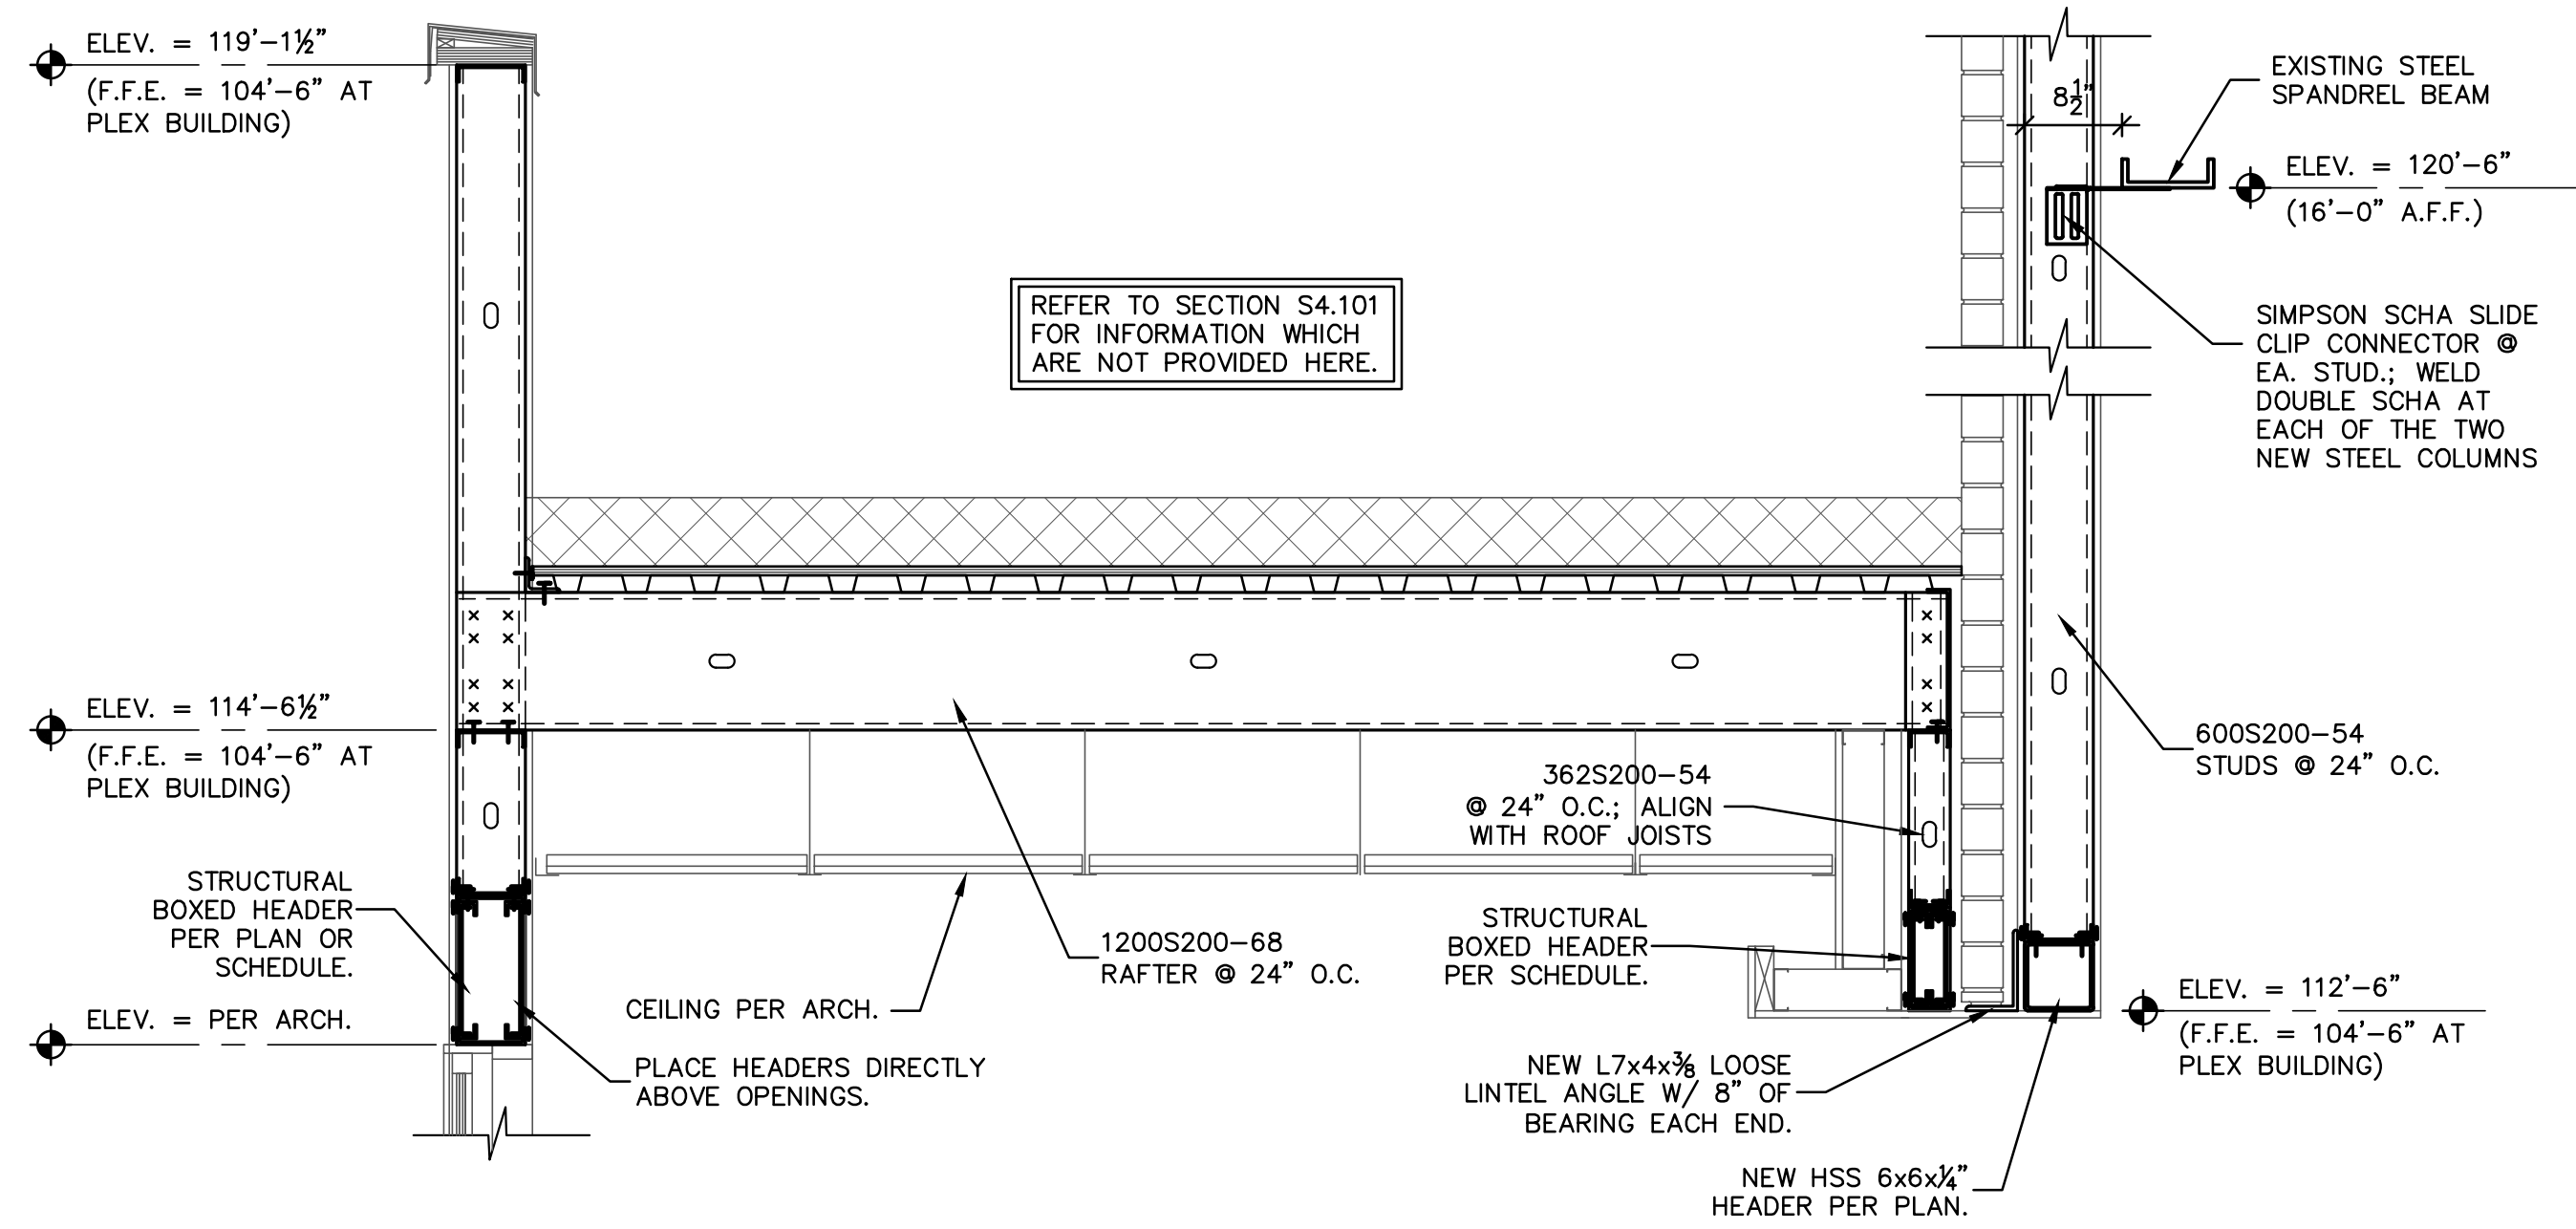 ELEV. = 119'-1½"
(F.F.E. = 104'-6" AT
PLEX BUILDING)
REFER TO SECTION S4.101
FOR INFORMATION WHICH
ARE NOT PROVIDED HERE.
8½"
EXISTING STEEL
SPANDREL BEAM
ELEV. = 120'-6"
(16'-0" A.F.F.)
SIMPSON SCHA SLIDE
CLIP CONNECTOR @
EA. STUD.; WELD
DOUBLE SCHA AT
EACH OF THE TWO
NEW STEEL COLUMNS
ELEV. = 114'-6½"
(F.F.E. = 104'-6" AT
PLEX BUILDING)
600S200-54
STUDS @ 24" O.C.
362S200-54
@ 24" O.C.; ALIGN
WITH ROOF JOISTS
STRUCTURAL
BOXED HEADER
PER PLAN OR
SCHEDULE.
1200S200-68
RAFTER @ 24" O.C.
STRUCTURAL
BOXED HEADER
PER SCHEDULE.
CEILING PER ARCH.
ELEV. = PER ARCH.
ELEV. = 112'-6"
(F.F.E. = 104'-6" AT
PLEX BUILDING)
PLACE HEADERS DIRECTLY
ABOVE OPENINGS.
NEW L7x4x⅜ LOOSE
LINTEL ANGLE W/ 8" OF
BEARING EACH END.
NEW HSS 6x6x¼"
HEADER PER PLAN.